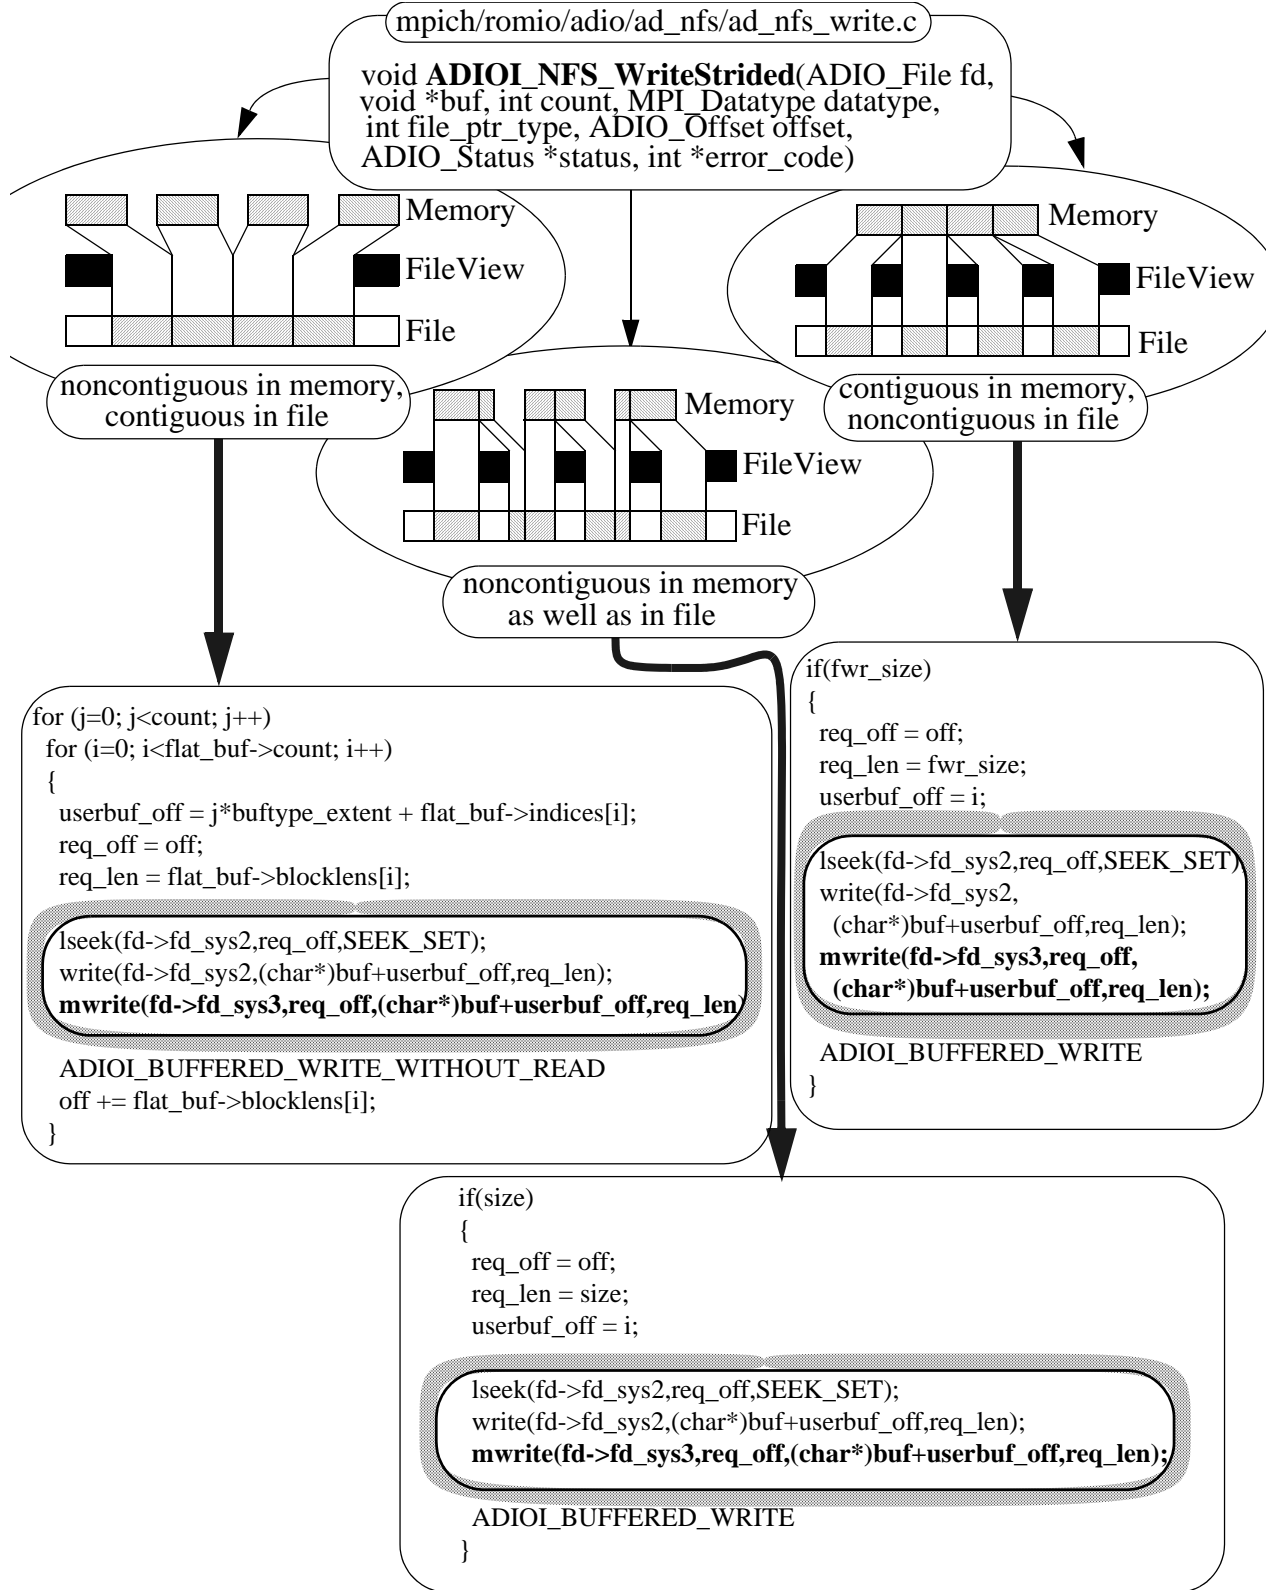 mpich/romio/adio/ad_nfs/ad_nfs_write.c
void ADIOI_NFS_WriteStrided(ADIO_File fd,
void *buf, int count, MPI_Datatype datatype,
int file_ptr_type, ADIO_Offset offset,
ADIO_Status *status, int *error_code)
Memory
FileView
File
noncontiguous in memory,
contiguous in file
Memory
FileView
File
noncontiguous in memory
as well as in file
Memory
FileView
File
contiguous in memory,
noncontiguous in file
for (j=0; j<count; j++)
for (i=0; i<flat_buf->count; i++)
{
userbuf_off = j*buftype_extent + flat_buf->indices[i];
req_off = off;
req_len = flat_buf->blocklens[i];
lseek(fd->fd_sys2,req_off,SEEK_SET);
write(fd->fd_sys2,(char*)buf+userbuf_off,req_len);
mwrite(fd->fd_sys3,req_off,(char*)buf+userbuf_off,req_len)
ADIOI_BUFFERED_WRITE_WITHOUT_READ
off += flat_buf->blocklens[i];
}
if(fwr_size)
{
req_off = off;
req_len = fwr_size;
userbuf_off = i;
lseek(fd->fd_sys2,req_off,SEEK_SET)
write(fd->fd_sys2,
(char*)buf+userbuf_off,req_len);
mwrite(fd->fd_sys3,req_off,
(char*)buf+userbuf_off,req_len);
ADIOI_BUFFERED_WRITE
}
if(size)
{
req_off = off;
req_len = size;
userbuf_off = i;
lseek(fd->fd_sys2,req_off,SEEK_SET);
write(fd->fd_sys2,(char*)buf+userbuf_off,req_len);
mwrite(fd->fd_sys3,req_off,(char*)buf+userbuf_off,req_len);
ADIOI_BUFFERED_WRITE
}